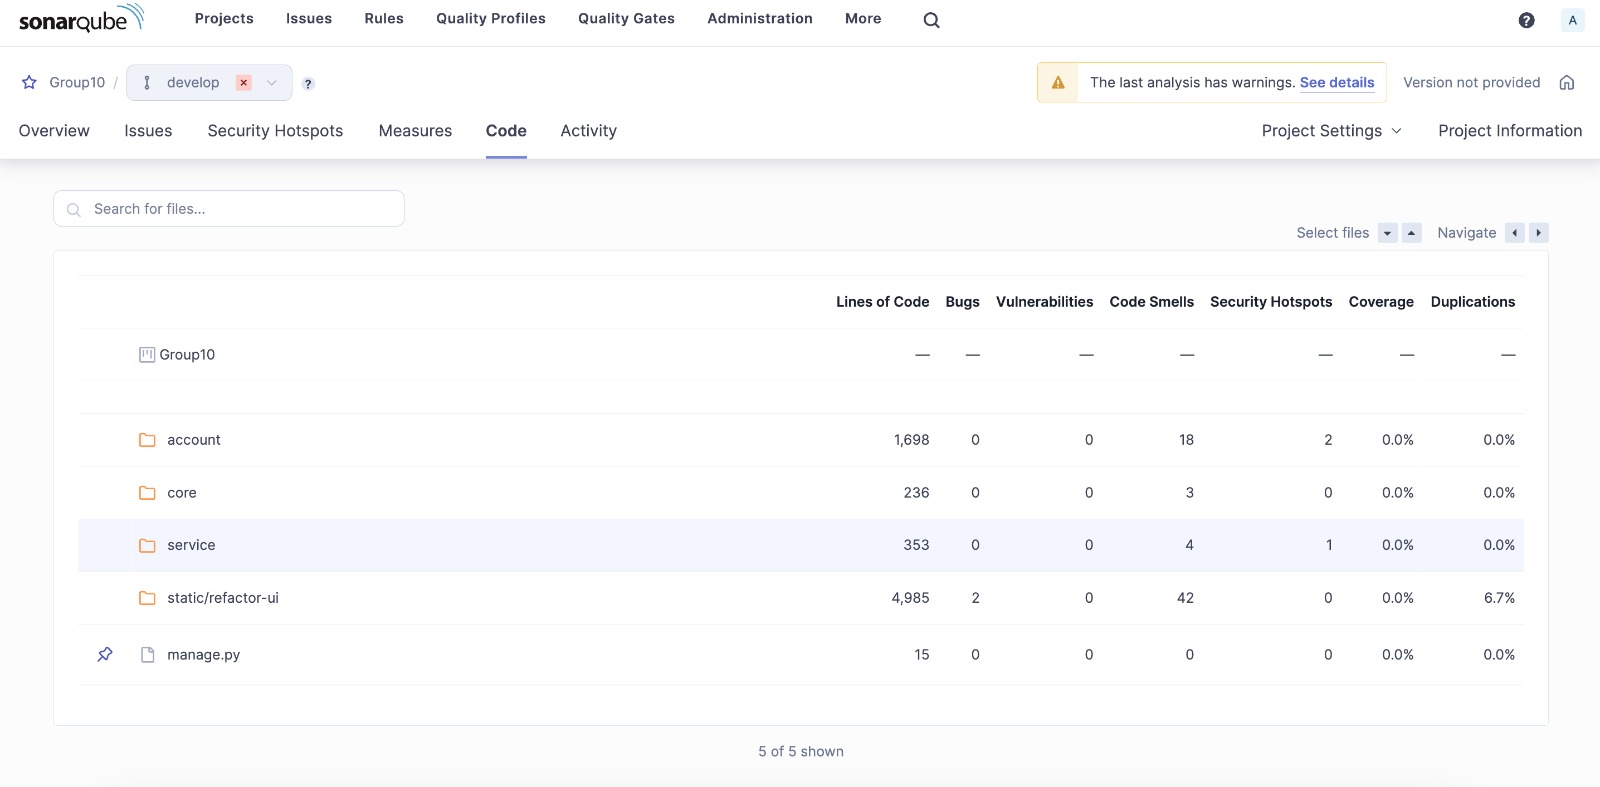 sonarqube Projects Issues Rules Quality Profiles Quality Gates Administration More ? A
Group10 / develop × ? The last analysis has warnings. See details Version not provided
Overview Issues Security Hotspots Measures Code Activity Project Settings Project Information
Search for files...
Select files Navigate
Lines of Code Bugs Vulnerabilities Code Smells Security Hotspots Coverage Duplications
Group10 — — — — — — —
account 1,698 0 0 18 2 0.0% 0.0%
core 236 0 0 3 0 0.0% 0.0%
service 353 0 0 4 1 0.0% 0.0%
static/refactor-ui 4,985 2 0 42 0 0.0% 6.7%
manage.py 15 0 0 0 0 0.0% 0.0%
5 of 5 shown